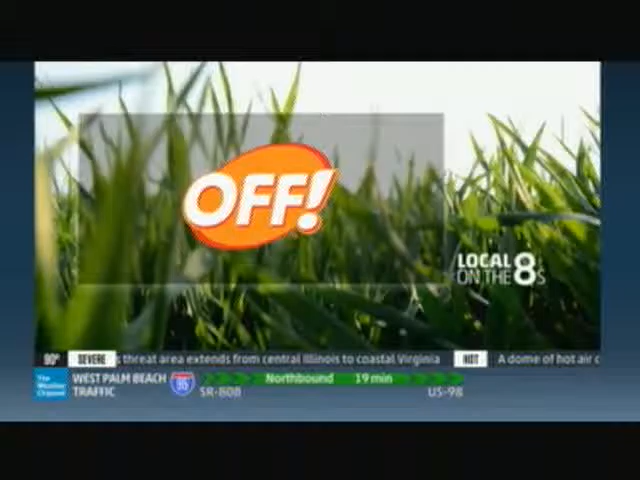 OFF!
LOCAL
ON THE 8s
90° SEVERE s threat area extends from central Illinois to coastal Virginia HOT A dome of hot air c
The Weather Channel
WEST PALM BEACH
TRAFFIC
95
Northbound 19 min
SR-808 US-98